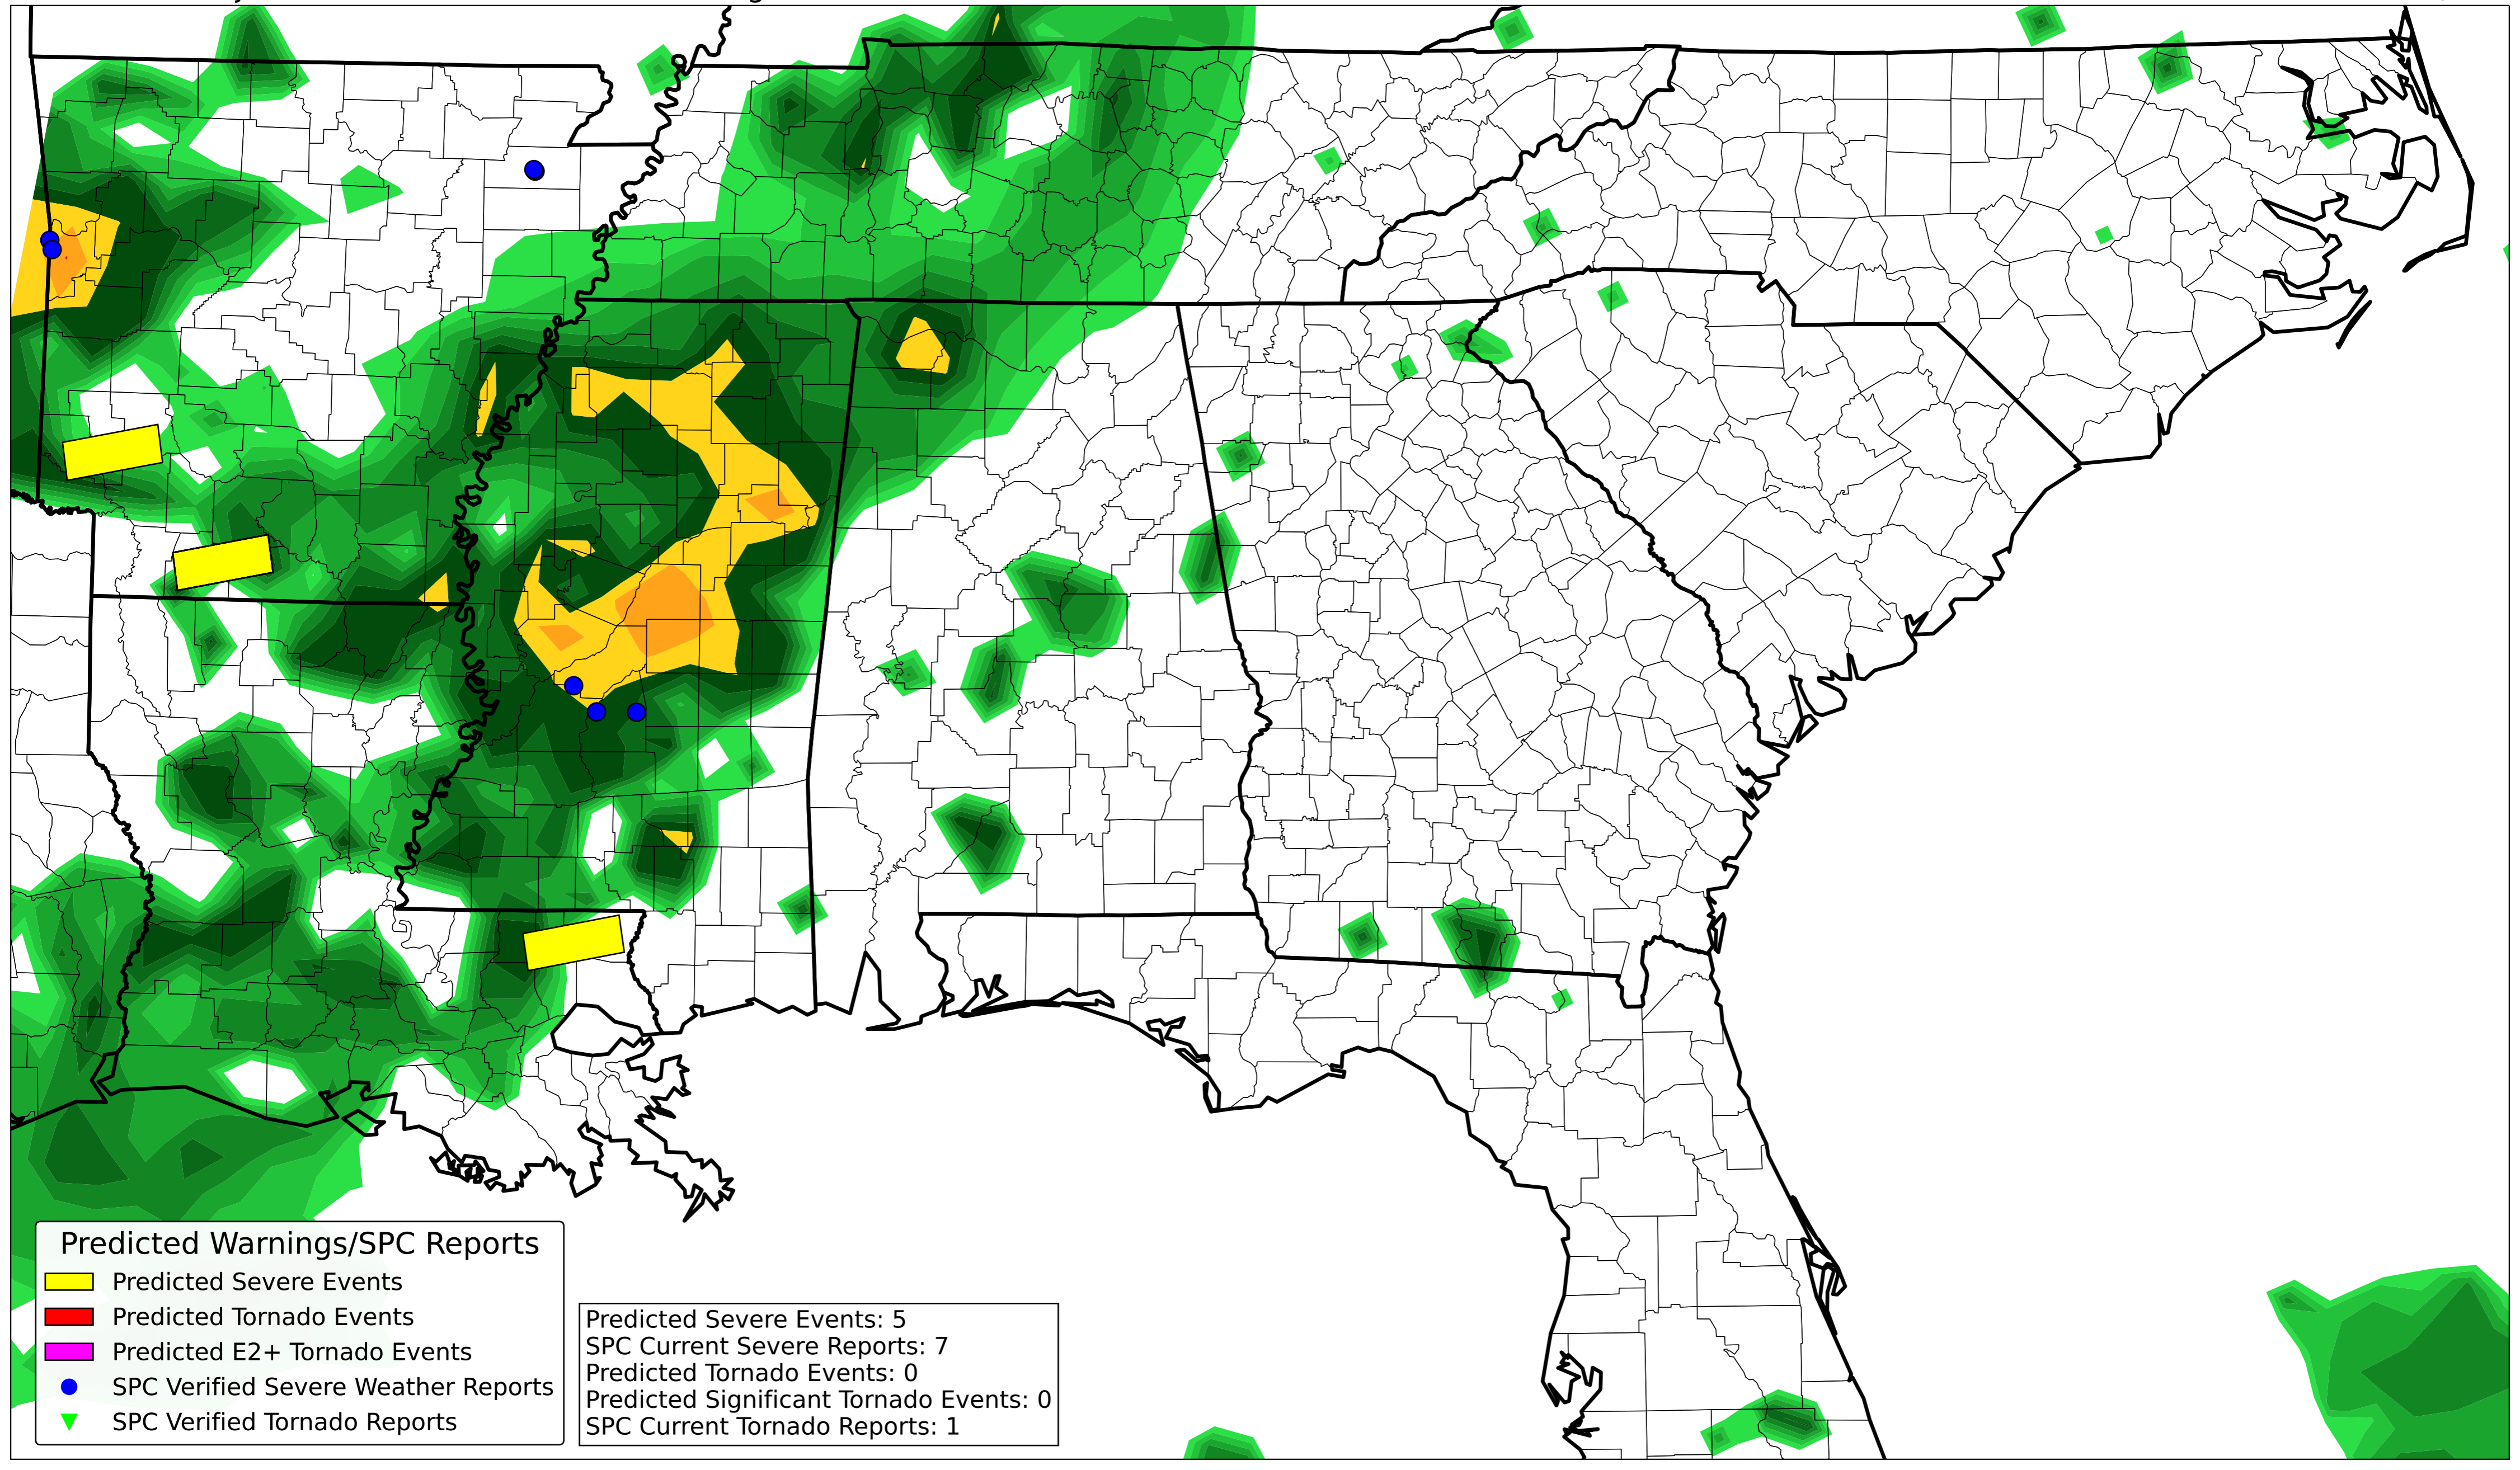 Predicted Warnings/SPC Reports
Predicted Severe Events
Predicted Tornado Events
Predicted E2+ Tornado Events
SPC Verified Severe Weather Reports
SPC Verified Tornado Reports
Predicted Severe Events: 5
SPC Current Severe Reports: 7
Predicted Tornado Events: 0
Predicted Significant Tornado Events: 0
SPC Current Tornado Reports: 1